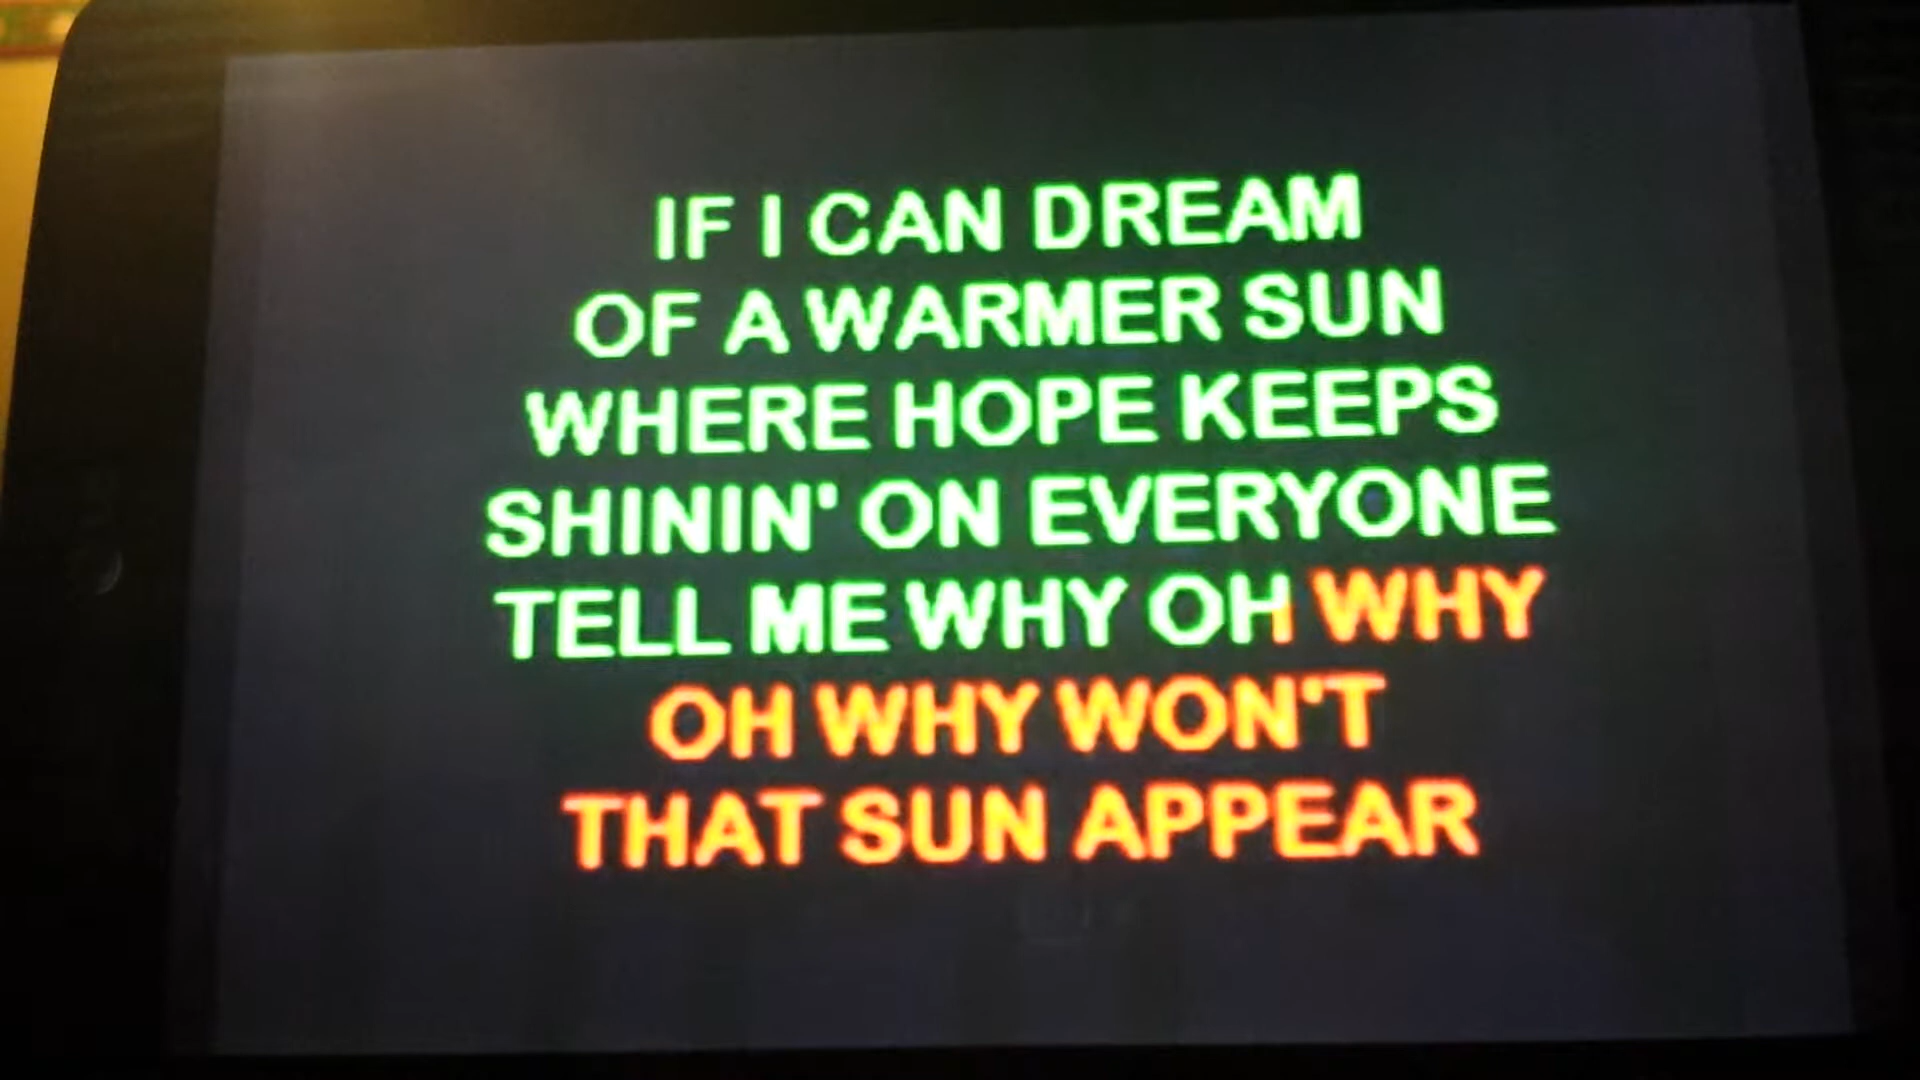 IF I CAN DREAM
OF A WARMER SUN
WHERE HOPE KEEPS
SHININ' ON EVERYONE
TELL ME WHY OH WHY
OH WHY WON'T
THAT SUN APPEAR